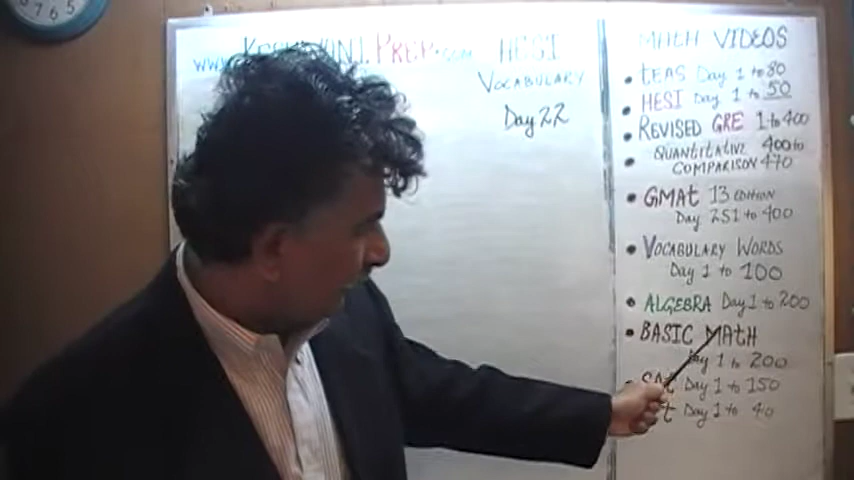 PREP.com HESI
VOCABULARY
Day 22
MATH VIDEOS
TEAS Day 1 to 80
HESI Day 1 to 50
REVISED GRE 1 to 400
QUANTITATIVE 400 to
COMPARISON 470
GMAT 13 EDITION
Day 251 to 400
VOCABULARY WORDS
Day 1 to 100
ALGEBRA Day 1 to 200
BASIC MATH
Day 1 to 200
SAT Day 1 to 150
Day 1 to 40
7 6 5